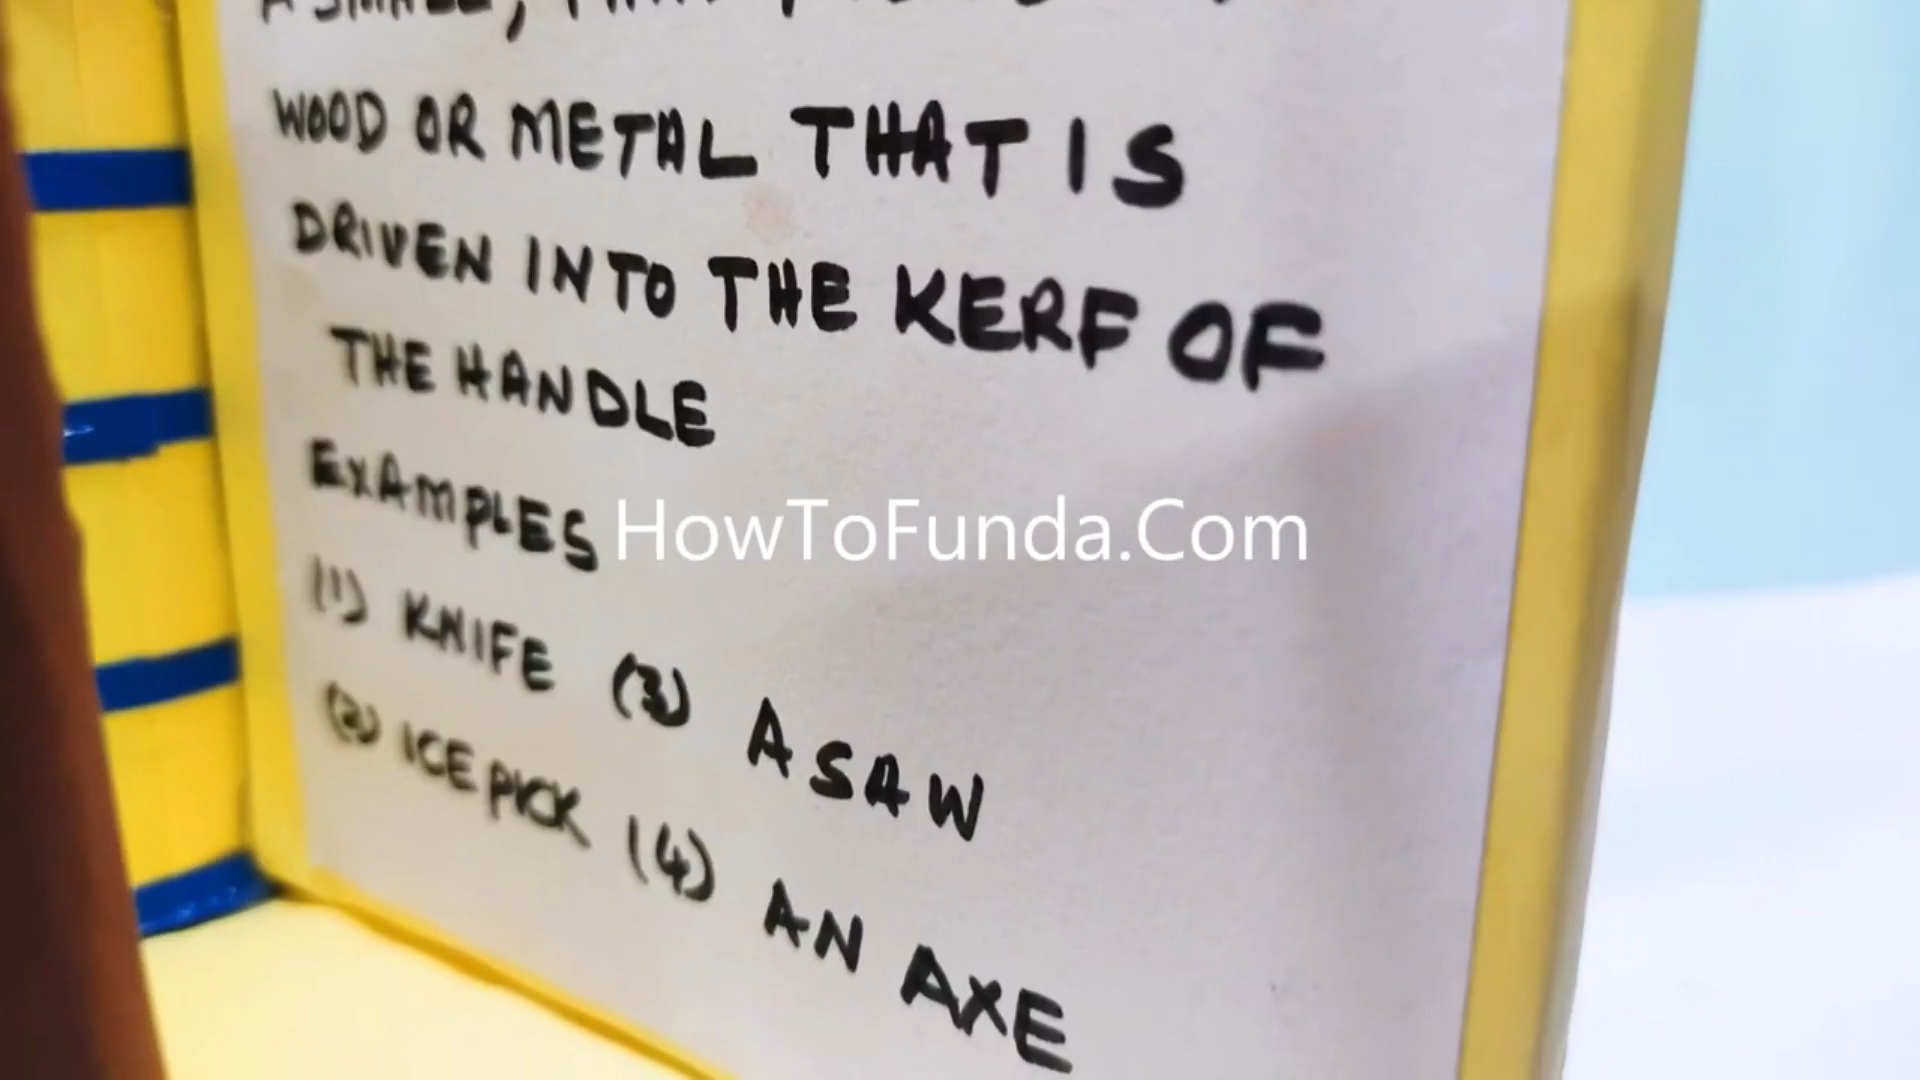 A SMALL,
WOOD OR METAL THAT IS
DRIVEN INTO THE KERF OF
THE HANDLE
EXAMPLES
HowToFunda.Com
(1) KNIFE (3) A SAW
(2) ICE PICK (4) AN AXE